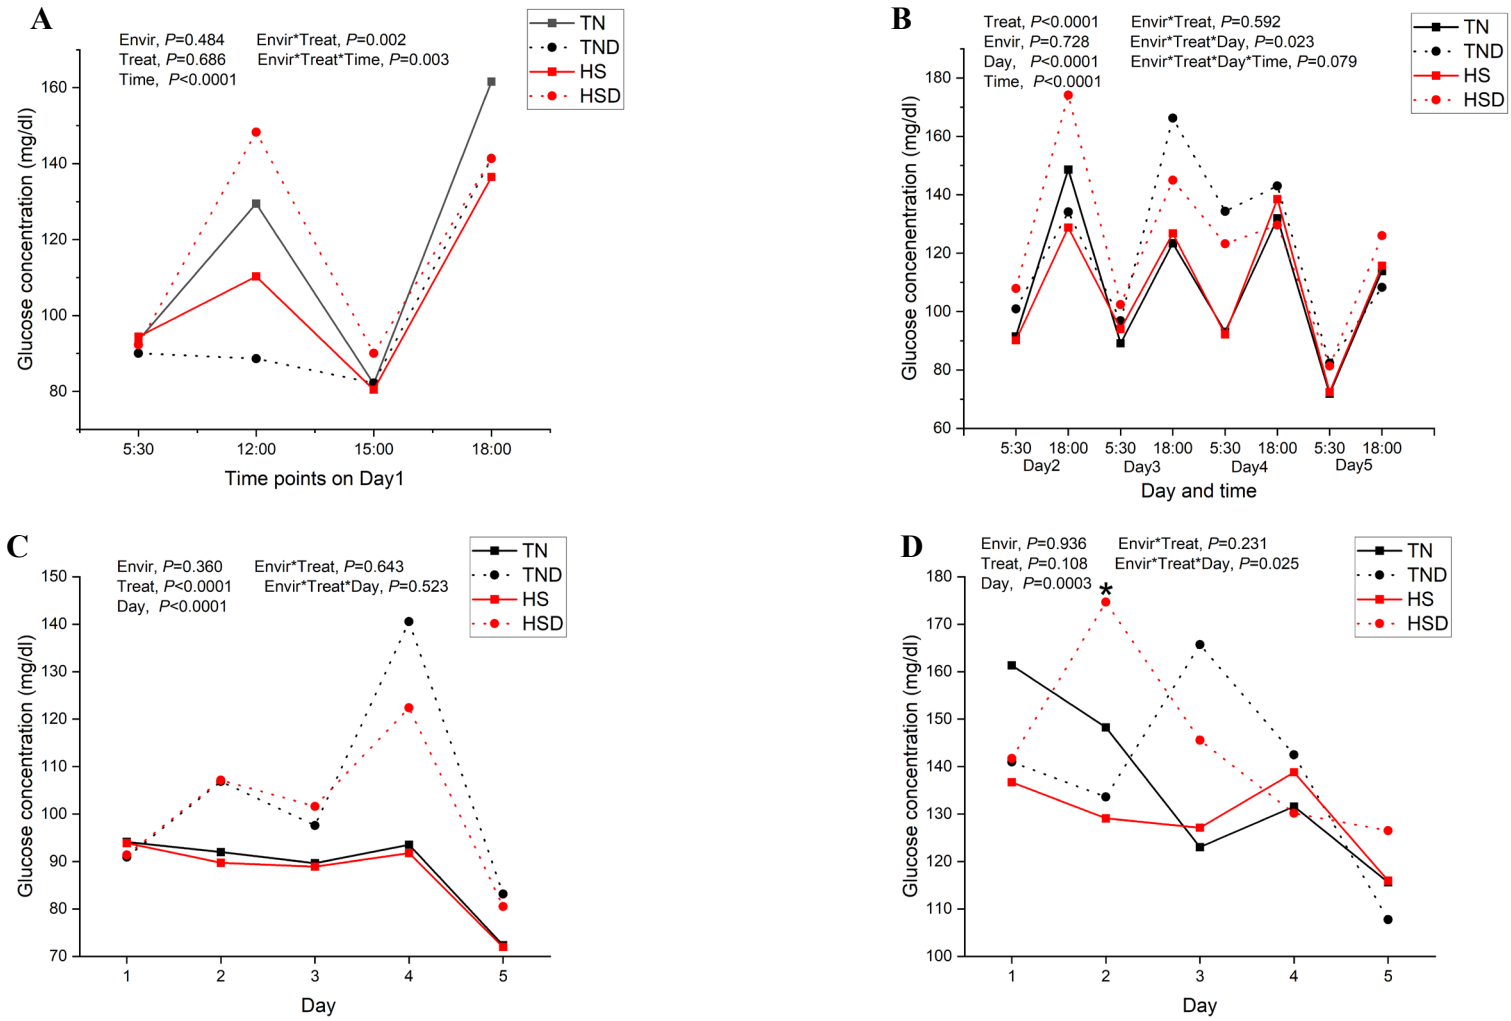 A
Envir, P=0.484 Envir*Treat, P=0.002
Treat, P=0.686 Envir*Treat*Time, P=0.003
Time, P<0.0001
TN
TND
HS
HSD
Glucose concentration (mg/dl)
160
140
120
100
80
5:30 12:00 15:00 18:00
Time points on Day1
B
Treat, P<0.0001 Envir*Treat, P=0.592
Envir, P=0.728 Envir*Treat*Day, P=0.023
Day, P<0.0001 Envir*Treat*Day*Time, P=0.079
Time, P<0.0001
TN
TND
HS
HSD
Glucose concenentration (mg/dl)
180
160
140
120
100
80
60
5:30 18:00 5:30 18:00 5:30 18:00 5:30 18:00
Day2 Day3 Day4 Day5
Day and time
C
Envir, P=0.360 Envir*Treat, P=0.643
Treat, P<0.0001 Envir*Treat*Day, P=0.523
Day, P<0.0001
TN
TND
HS
HSD
Glucose concentration (mg/dl)
150
140
130
120
110
100
90
80
70
1 2 3 4 5
Day
D
Envir, P=0.936 Envir*Treat, P=0.231
Treat, P=0.108 Envir*Treat*Day, P=0.025
Day, P=0.0003
*
TN
TND
HS
HSD
Glucose concentration (mg/dl)
180
170
160
150
140
130
120
110
100
1 2 3 4 5
Day